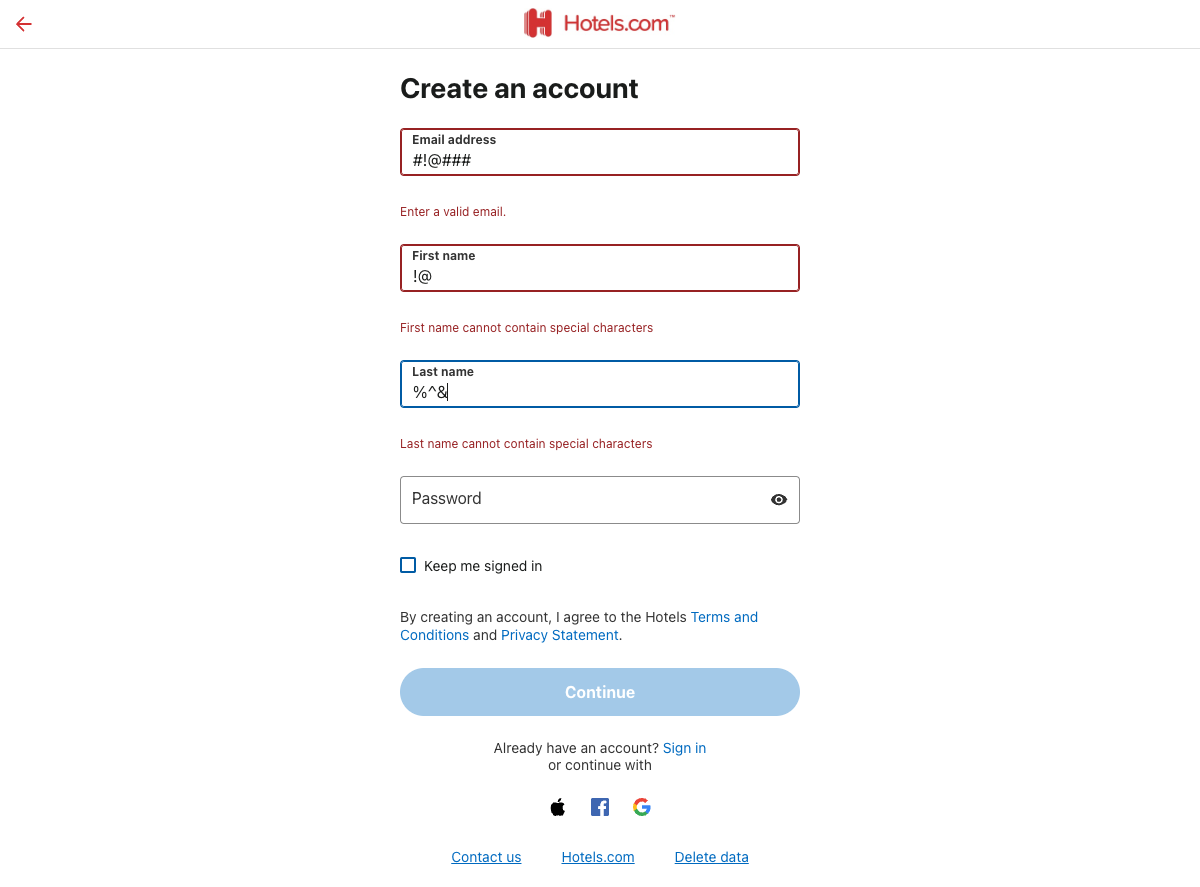 Hotels.com™
Create an account
Email address
#!@###
Enter a valid email.
First name
!@
First name cannot contain special characters
Last name
%^&
Last name cannot contain special characters
Password
Keep me signed in
By creating an account, I agree to the Hotels Terms and
Conditions and Privacy Statement.
Continue
Already have an account? Sign in
or continue with
Contact us Hotels.com Delete data